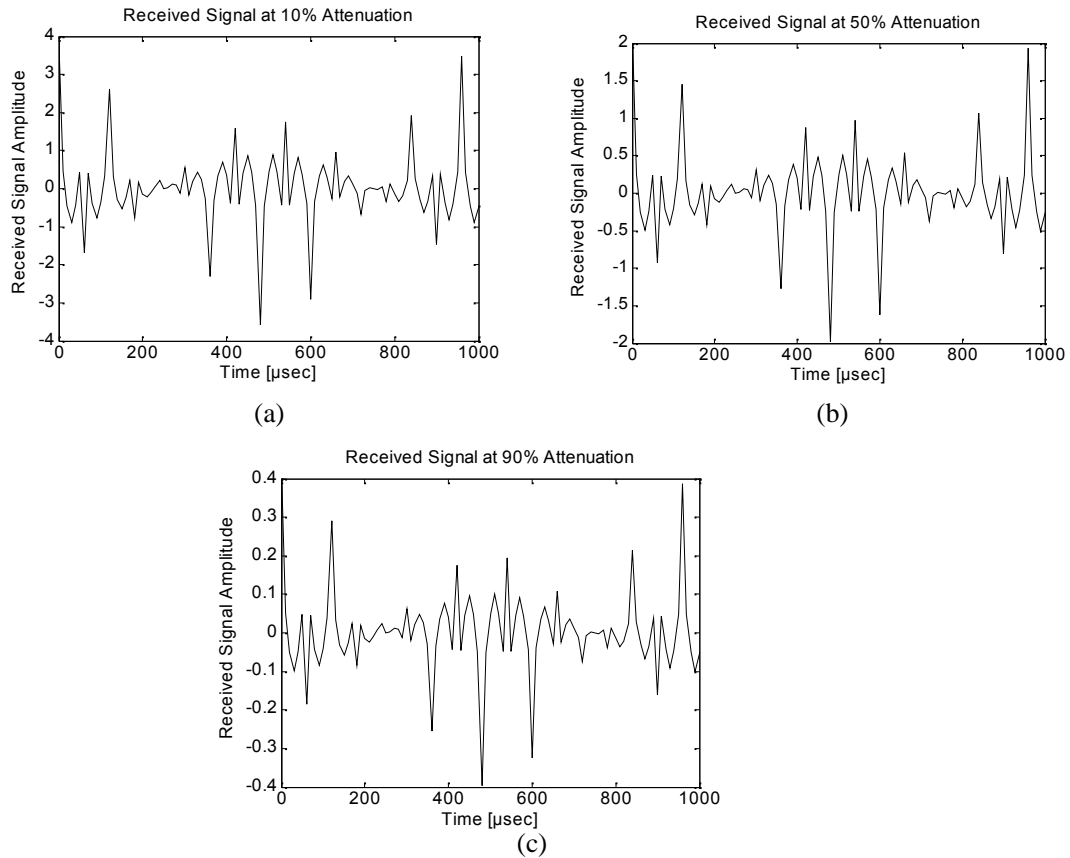 Received Signal at 10% Attenuation
Received Signal Amplitude
4
3
2
1
0
-1
-2
-3
-4
0 200 400 600 800 1000
Time [µsec]
(a)
Received Signal at 50% Attenuation
Received Signal Amplitude
2
1.5
1
0.5
0
-0.5
-1
-1.5
-2
0 200 400 600 800 1000
Time [µsec]
(b)
Received Signal at 90% Attenuation
Received Signal Amplitude
0.4
0.3
0.2
0.1
0
-0.1
-0.2
-0.3
-0.4
0 200 400 600 800 1000
Time [µsec]
(c)